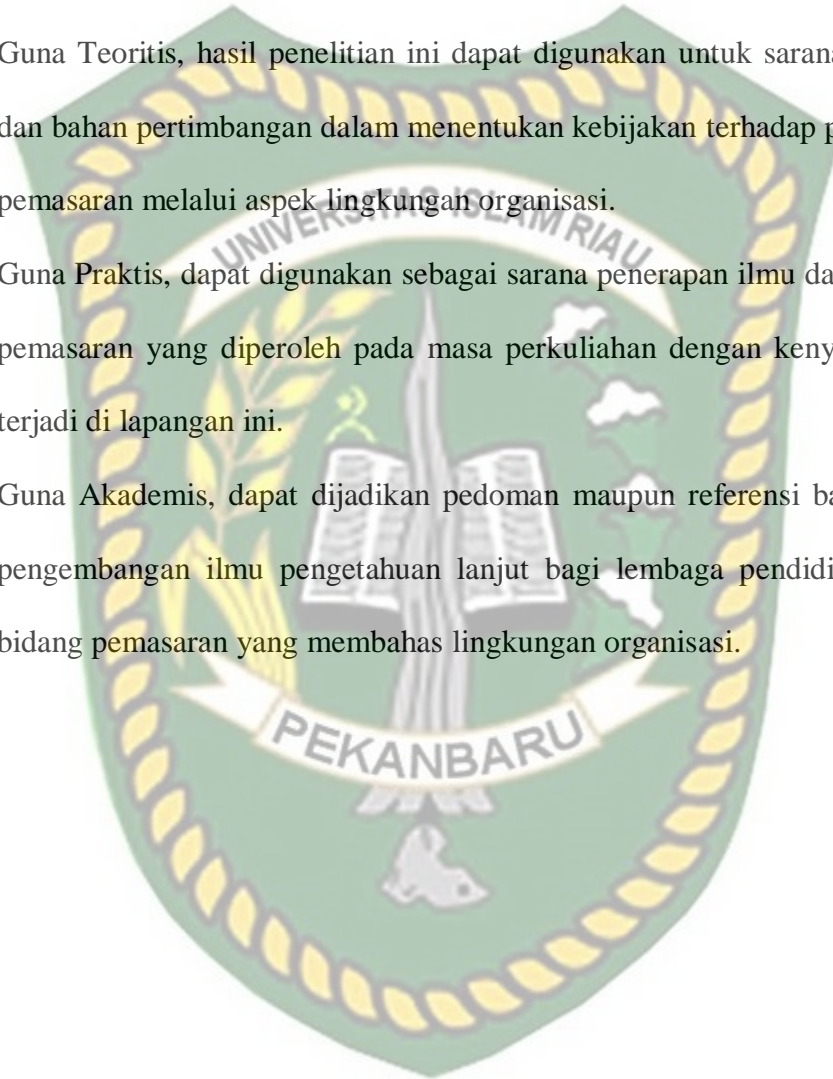 Guna Teoritis, hasil penelitian ini dapat digunakan untuk sarana
dan bahan pertimbangan dalam menentukan kebijakan terhadap p
pemasaran melalui aspek lingkungan organisasi.
UNIVERSITAS ISLAM RIAU
Guna Praktis, dapat digunakan sebagai sarana penerapan ilmu da
pemasaran yang diperoleh pada masa perkuliahan dengan keny
terjadi di lapangan ini.
Guna Akademis, dapat dijadikan pedoman maupun referensi ba
pengembangan ilmu pengetahuan lanjut bagi lembaga pendidi
bidang pemasaran yang membahas lingkungan organisasi.
PEKANBARU